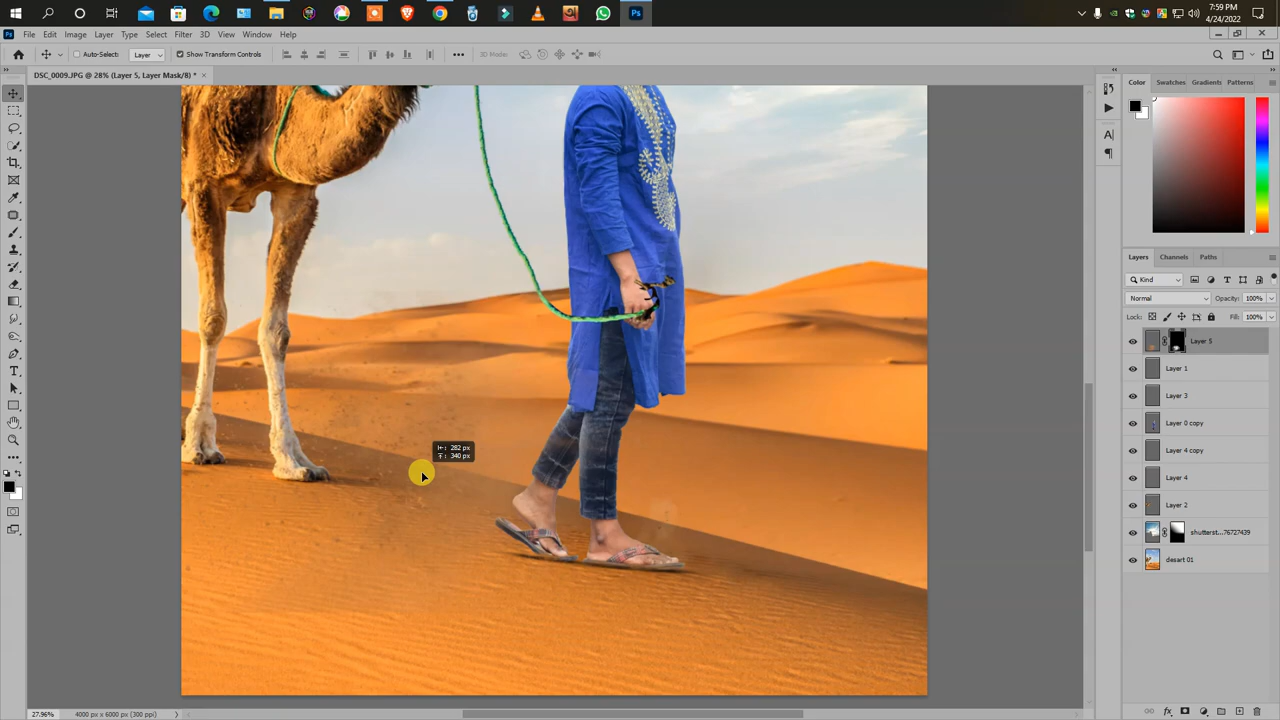 7:59 PM
4/24/2022
Ps
File Edit Image Layer Type Select Filter 3D View Window Help
Auto-Select: Layer Show Transform Controls 3D Mode:
DSC_0009.JPG @ 28% (Layer 5, Layer Mask/8) * ×
Color Swatches Gradients Patterns
Layers Channels Paths
Kind
Normal Opacity: 100%
Lock: Fill: 100%
Layer 5
Layer 1
Layer 3
Layer 0 copy
Layer 4 copy
Layer 4
Layer 2
shutterst...76727439
desart 01
282 px
340 px
27.96% 4000 px x 6000 px (300 ppi)